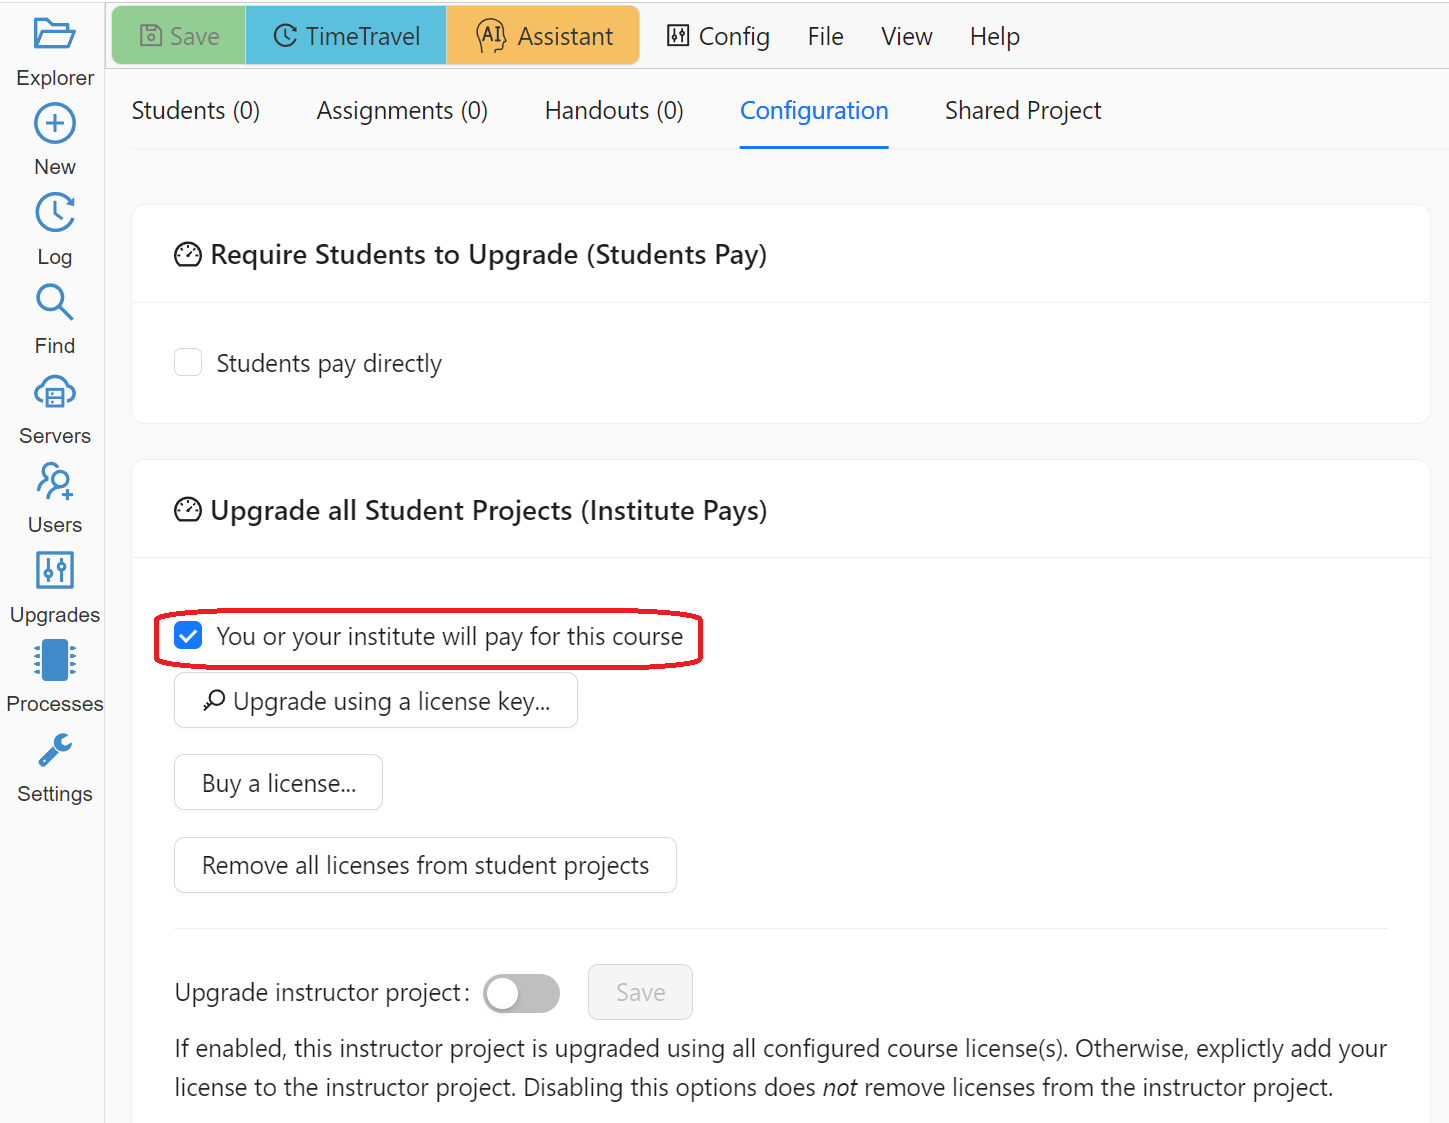 Explorer
New
Log
Find
Servers
Users
Upgrades
Processes
Settings
Save TimeTravel AI Assistant Config File View Help
Students (0) Assignments (0) Handouts (0) Configuration Shared Project
Require Students to Upgrade (Students Pay)
Students pay directly
Upgrade all Student Projects (Institute Pays)
You or your institute will pay for this course
Upgrade using a license key...
Buy a license...
Remove all licenses from student projects
Upgrade instructor project: Save
If enabled, this instructor project is upgraded using all configured course license(s). Otherwise, explictly add your
license to the instructor project. Disabling this options does not remove licenses from the instructor project.